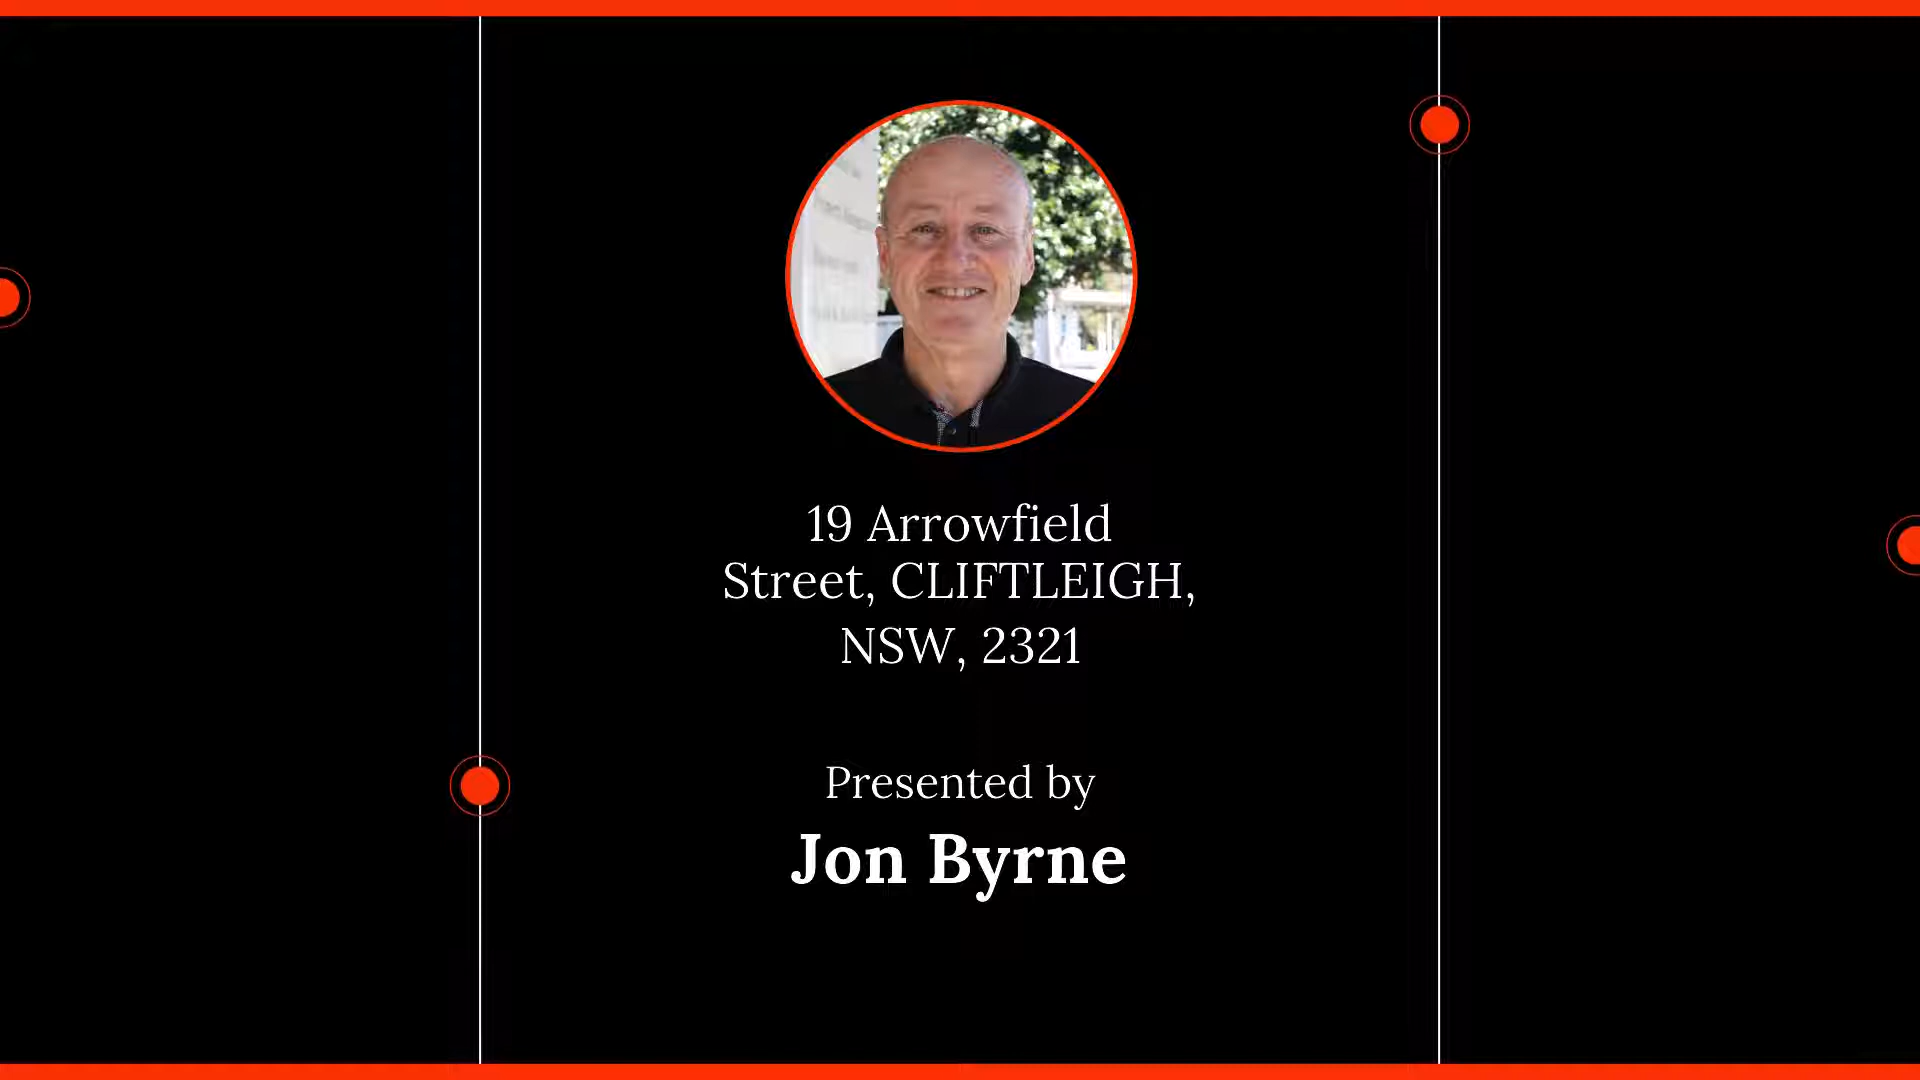 19 Arrowfield
Street, CLIFTLEIGH,
NSW, 2321
Presented by
Jon Byrne